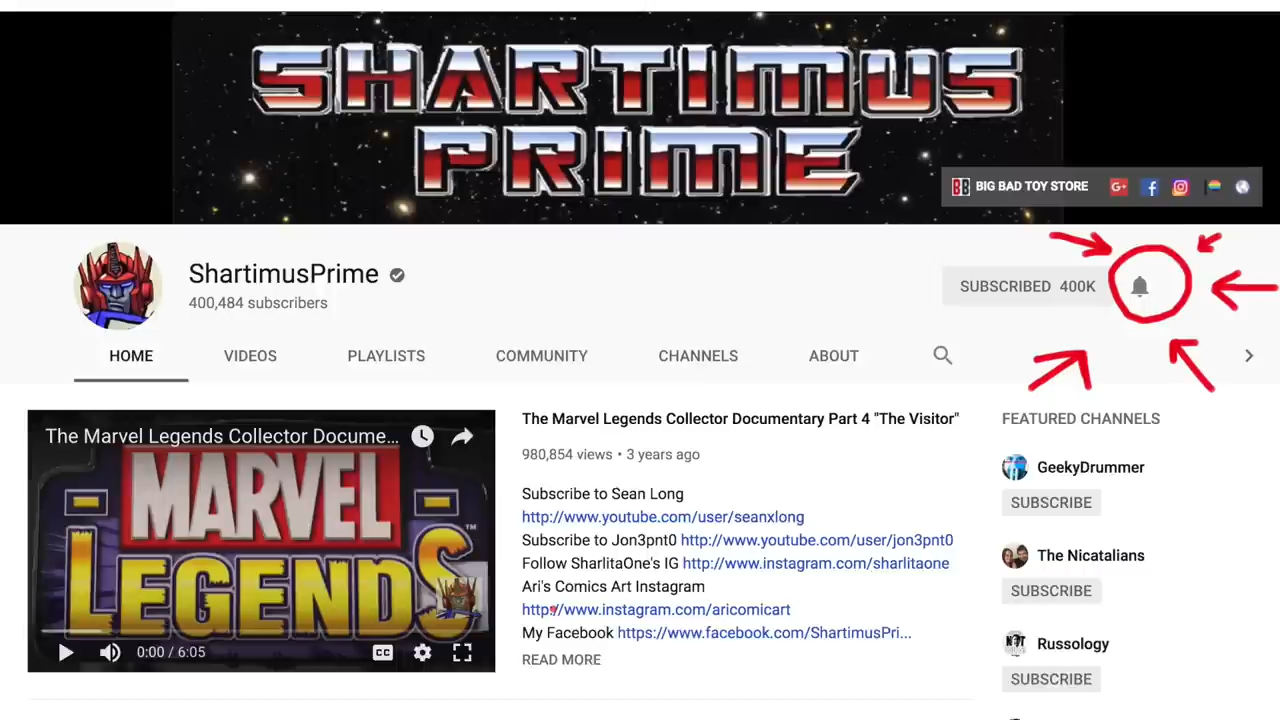 SHARTIMUS
PRIME
BIG BAD TOY STORE
ShartimusPrime
400,484 subscribers
SUBSCRIBED 400K
HOME VIDEOS PLAYLISTS COMMUNITY CHANNELS ABOUT
The Marvel Legends Collector Docume...
MARVEL
LEGENDS
TM
0:00 / 6:05
CC
The Marvel Legends Collector Documentary Part 4 "The Visitor"
980,854 views • 3 years ago
Subscribe to Sean Long
http://www.youtube.com/user/seanxlong
Subscribe to Jon3pnt0 http://www.youtube.com/user/jon3pnt0
Follow SharlitaOne's IG http://www.instagram.com/sharlitaone
Ari's Comics Art Instagram
http://www.instagram.com/aricomicart
My Facebook https://www.facebook.com/ShartimusPri...
READ MORE
FEATURED CHANNELS
GeekyDrummer
SUBSCRIBE
The Nicatalians
SUBSCRIBE
Russology
SUBSCRIBE